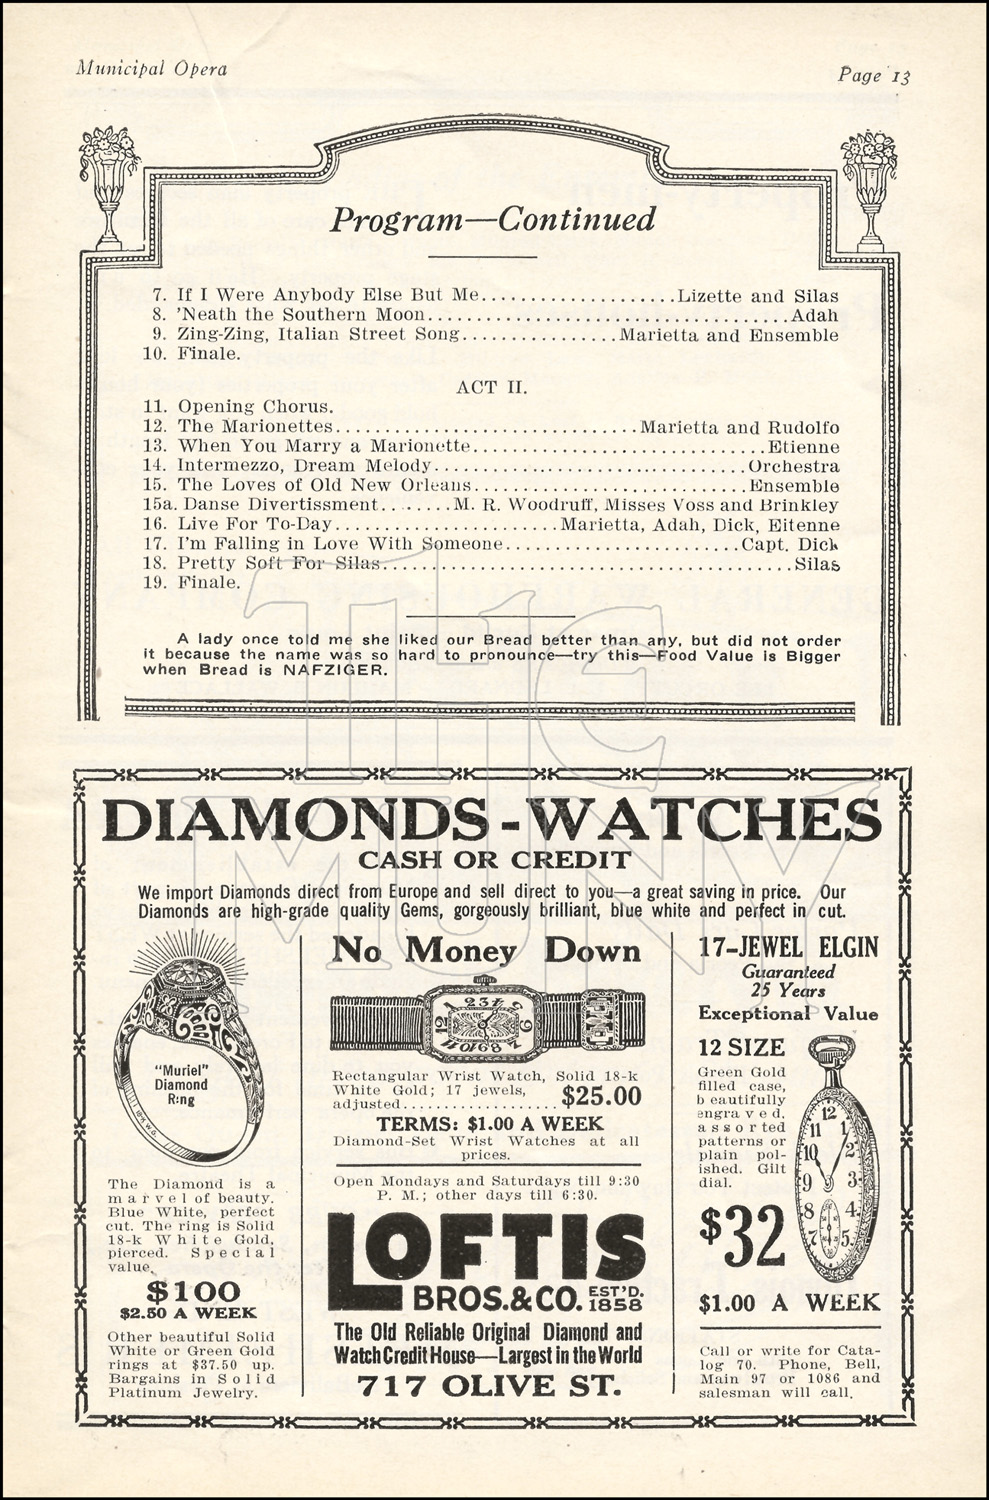 Municipal Opera
Page 13
Program—Continued
7. If I Were Anybody Else But Me....................Lizette and Silas
8. 'Neath the Southern Moon......................................Adah
9. Zing-Zing, Italian Street Song................Marietta and Ensemble
10. Finale.
ACT II.
11. Opening Chorus.
12. The Marionettes..............................Marietta and Rudolfo
13. When You Marry a Marionette..............................Etienne
14. Intermezzo, Dream Melody................................Orchestra
15. The Loves of Old New Orleans............................Ensemble
15a. Danse Divertissment........M. R. Woodruff, Misses Voss and Brinkley
16. Live For To-Day.......................Marietta, Adah, Dick, Eitenne
17. I'm Falling in Love With Someone........................Capt. Dick
18. Pretty Soft For Silas..........................................Silas
19. Finale.
A lady once told me she liked our Bread better than any, but did not order
it because the name was so hard to pronounce—try this—Food Value is Bigger
when Bread is NAFZIGER.
THE
MUNY
DIAMONDS-WATCHES
CASH OR CREDIT
We import Diamonds direct from Europe and sell direct to you—a great saving in price. Our
Diamonds are high-grade quality Gems, gorgeously brilliant, blue white and perfect in cut.
"Muriel"
Diamond
Ring
The Diamond is a
marvel of beauty.
Blue White, perfect
cut. The ring is Solid
18-k White Gold,
pierced. Special
value,
$100
$2.50 A WEEK
Other beautiful Solid
White or Green Gold
rings at $37.50 up.
Bargains in Solid
Platinum Jewelry.
No Money Down
Rectangular Wrist Watch, Solid 18-k
White Gold; 17 jewels,
adjusted.................... $25.00
TERMS: $1.00 A WEEK
Diamond-Set Wrist Watches at all
prices.
Open Mondays and Saturdays till 9:30
P. M.; other days till 6:30.
LOFTIS
BROS.&CO. EST'D. 1858
The Old Reliable Original Diamond and
Watch Credit House—Largest in the World
717 OLIVE ST.
17-JEWEL ELGIN
Guaranteed
25 Years
Exceptional Value
12 SIZE
Green Gold
filled case,
beautifully
engraved,
assorted
patterns or
plain pol-
ished. Gilt
dial.
$32
$1.00 A WEEK
Call or write for Cata-
log 70. Phone, Bell,
Main 97 or 1086 and
salesman will call.